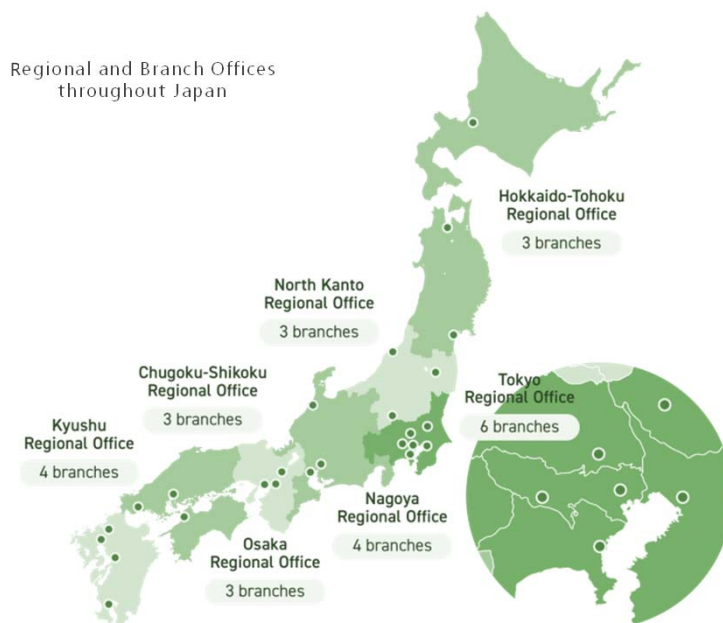 Regional and Branch Offices
throughout Japan
Hokkaido-Tohoku
Regional Office
3 branches
North Kanto
Regional Office
3 branches
Chugoku-Shikoku
Regional Office
3 branches
Tokyo
Regional Office
6 branches
Kyushu
Regional Office
4 branches
Nagoya
Regional Office
4 branches
Osaka
Regional Office
3 branches